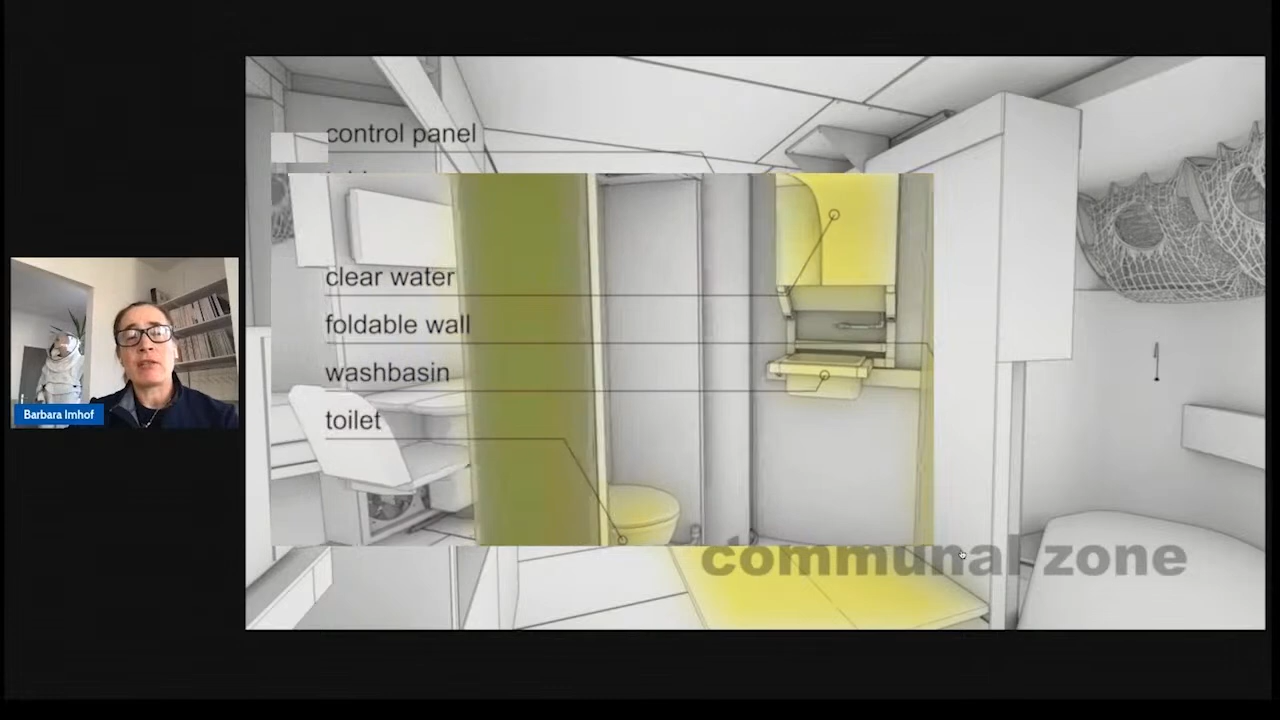 control panel
clear water
foldable wall
washbasin
toilet
communal zone
Barbara Imhof